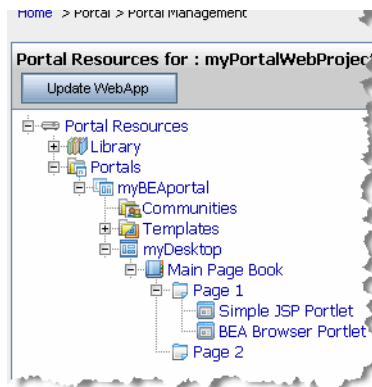 Home > Portal > Portal Management
Portal Resources for : myPortalWebProject
Update WebApp
Portal Resources
Library
Portals
myBEAportal
Communities
Templates
myDesktop
Main Page Book
Page 1
Simple JSP Portlet
BEA Browser Portlet
Page 2